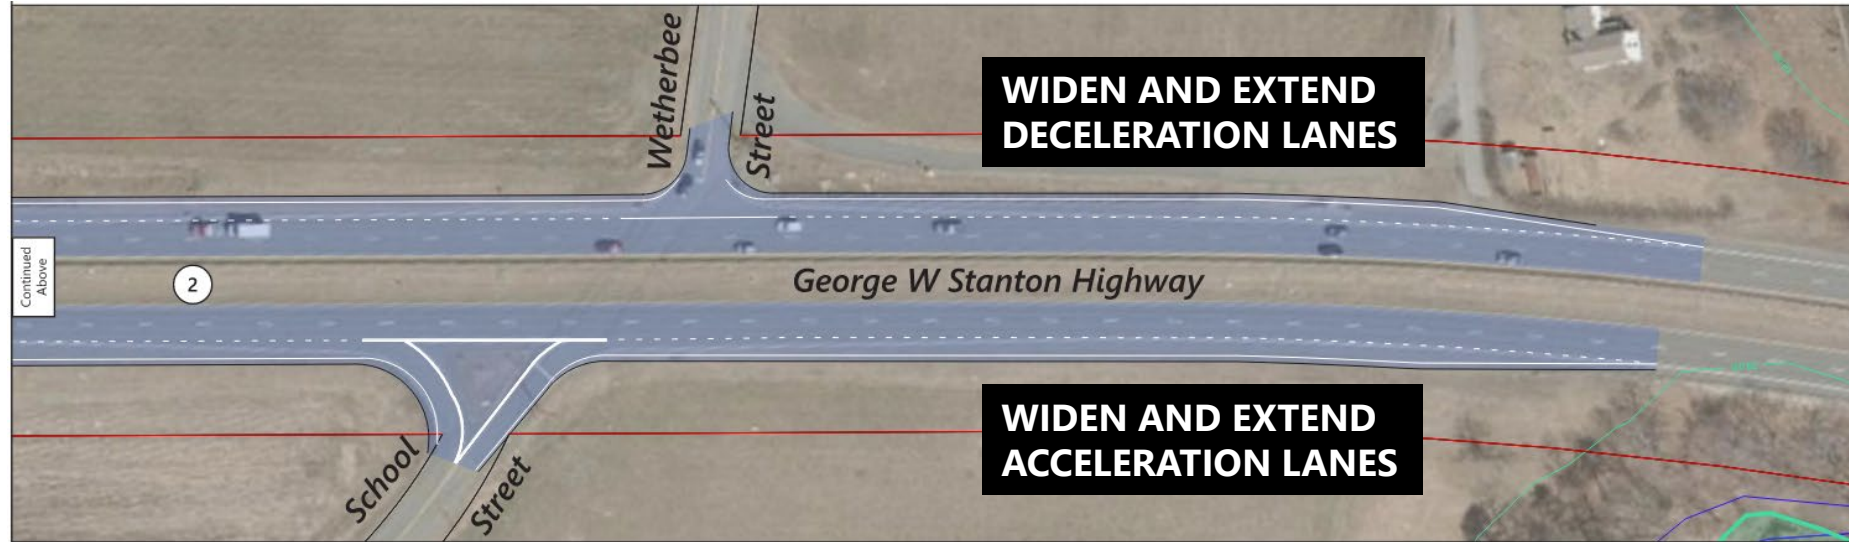 Wetherbee
Street
WIDEN AND EXTEND
DECELERATION LANES
Continued
Above
2
George W Stanton Highway
WIDEN AND EXTEND
ACCELERATION LANES
School
Street